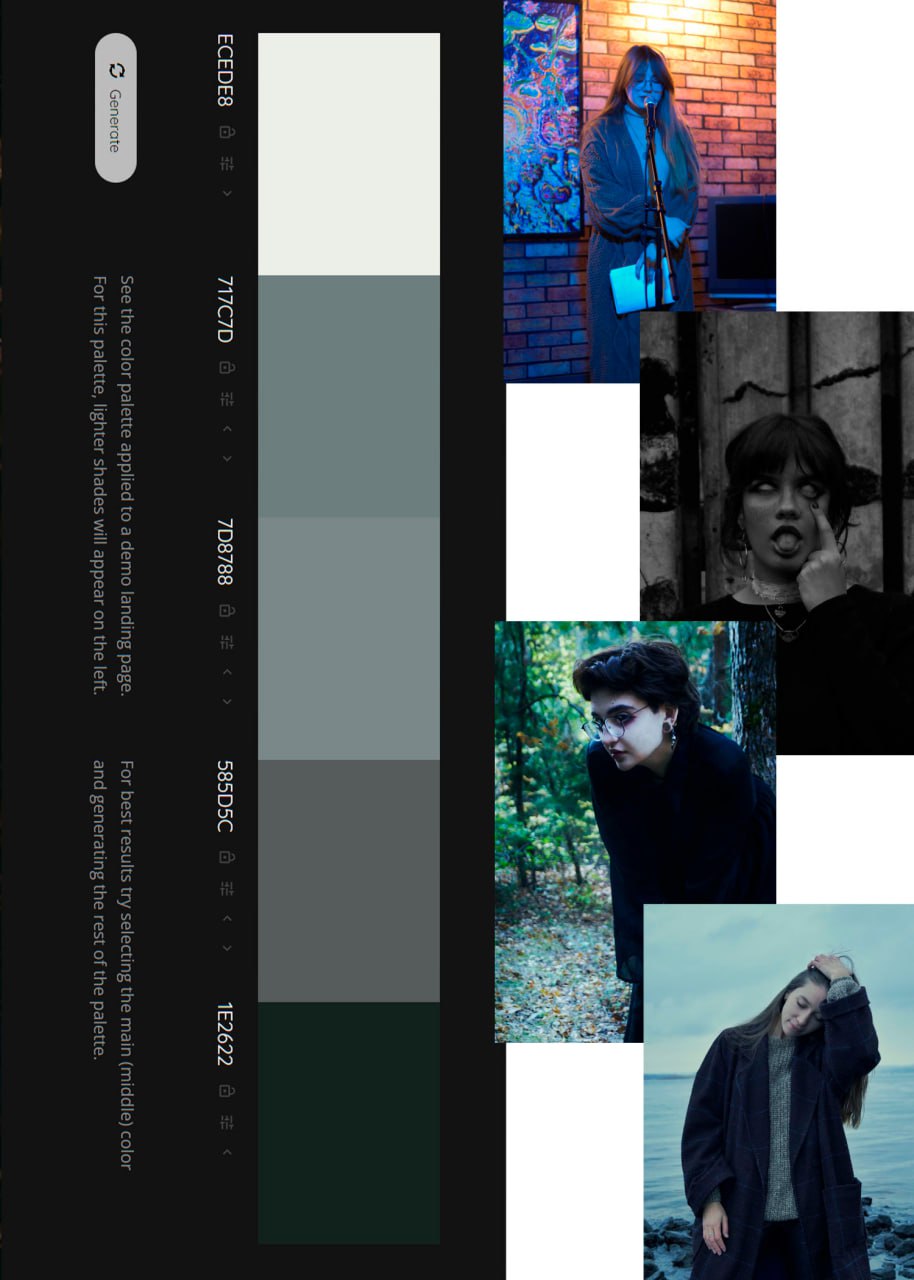 ECEDE8
717C7D
7D8788
585D5C
1E2622
Generate
See the color palette applied to a demo landing page.
For this palette, lighter shades will appear on the left.
For best results try selecting the main (middle) color
and generating the rest of the palette.